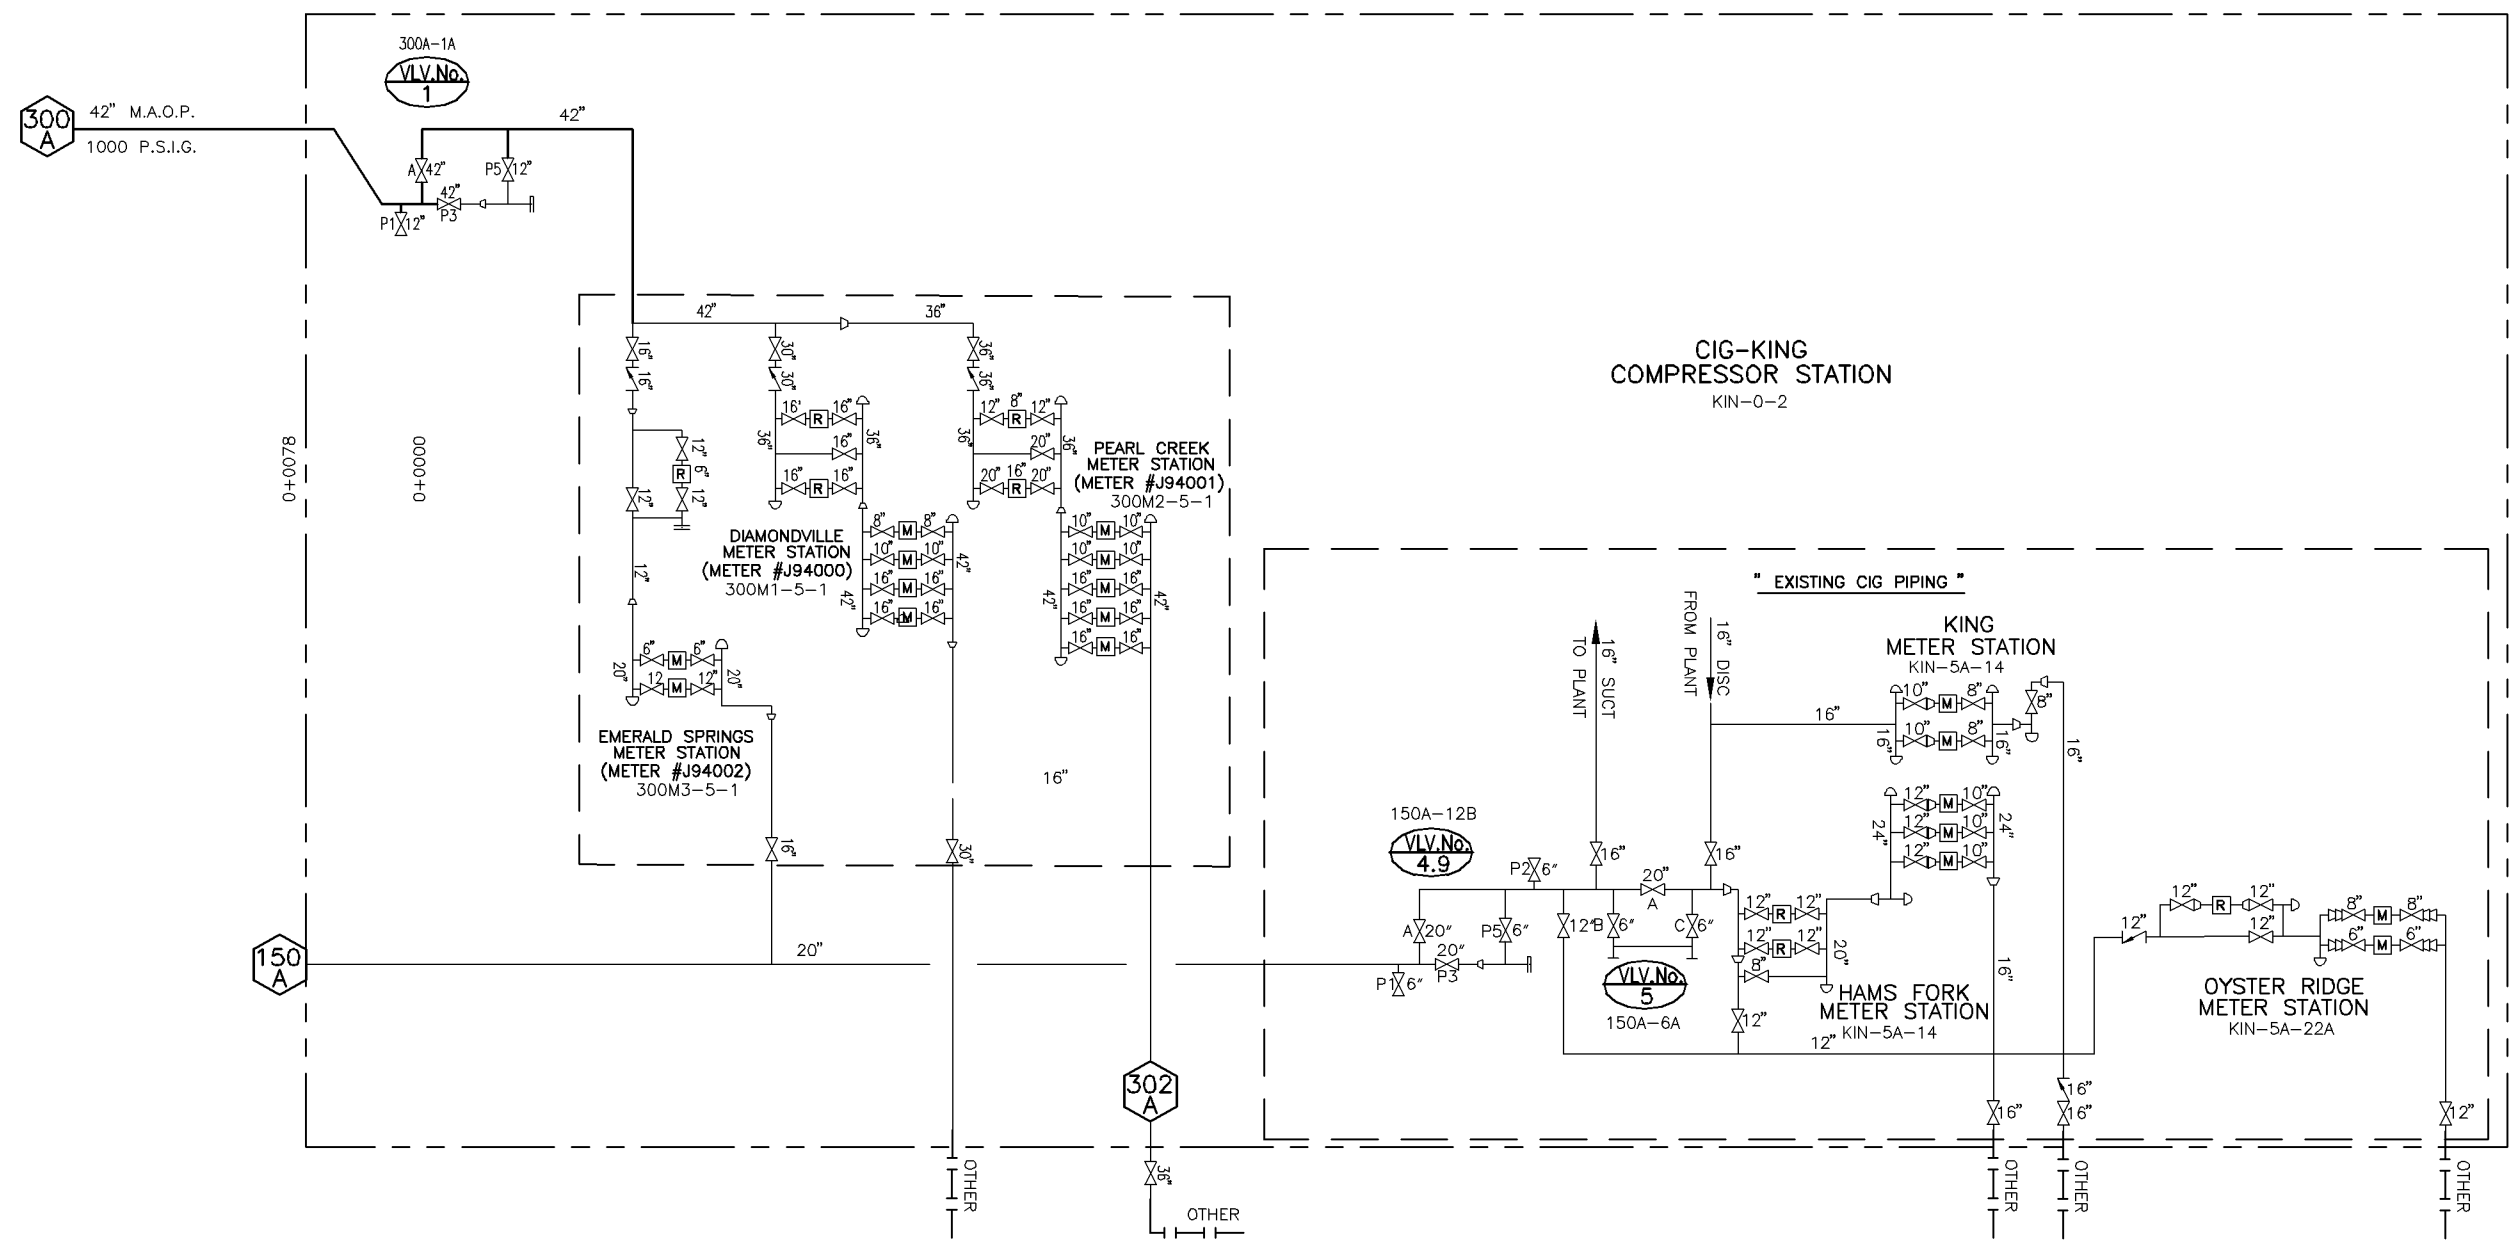 300A-1A
VLV.No.
1
300
A
42" M.A.O.P.
1000 P.S.I.G.
42"
A
42"
P5
12"
42"
P3
P1
12"
0+0078
0+0000
42"
36"
16"
30"
36"
16"
30"
36"
16'
R
16"
12"
8"
R
12"
36"
16"
36"
36"
20"
36"
16"
R
16"
20"
16"
R
20"
12"
6"
R
12"
12"
12"
PEARL CREEK
METER STATION
(METER #J94001)
300M2-5-1
DIAMONDVILLE
METER STATION
(METER #J94000)
300M1-5-1
8"
M
8"
10"
M
10"
16"
M
16"
16"
M
16"
42"
42"
10"
M
10"
10"
M
10"
16"
M
16"
16"
M
16"
16"
M
16"
42"
42"
6"
M
6"
12
M
12"
20"
20"
EMERALD SPRINGS
METER STATION
(METER #J94002)
300M3-5-1
16"
16"
30"
150
A
20"
302
A
36"
OTHER
OTHER
CIG-KING
COMPRESSOR STATION
KIN-0-2
" EXISTING CIG PIPING "
16" SUCT
TO PLANT
16" DISC
FROM PLANT
KING
METER STATION
KIN-5A-14
10"
M
8"
10"
M
8"
16"
16"
16"
8"
16"
12"
M
10"
12"
M
10"
12"
M
10"
24"
24"
150A-12B
VLV.No.
4.9
P2
6"
16"
16"
A
20"
P5
6"
20"
P3
P1
6"
12"
B
6"
20"
A
C
6"
VLV.No.
5
150A-6A
12"
R
12"
12"
R
12"
8"
20"
12"
HAMS FORK
METER STATION
KIN-5A-14
12"
16"
12"
12"
R
12"
12"
8"
M
8"
6"
M
6"
OYSTER RIDGE
METER STATION
KIN-5A-22A
16"
16"
16"
12"
OTHER
OTHER
OTHER